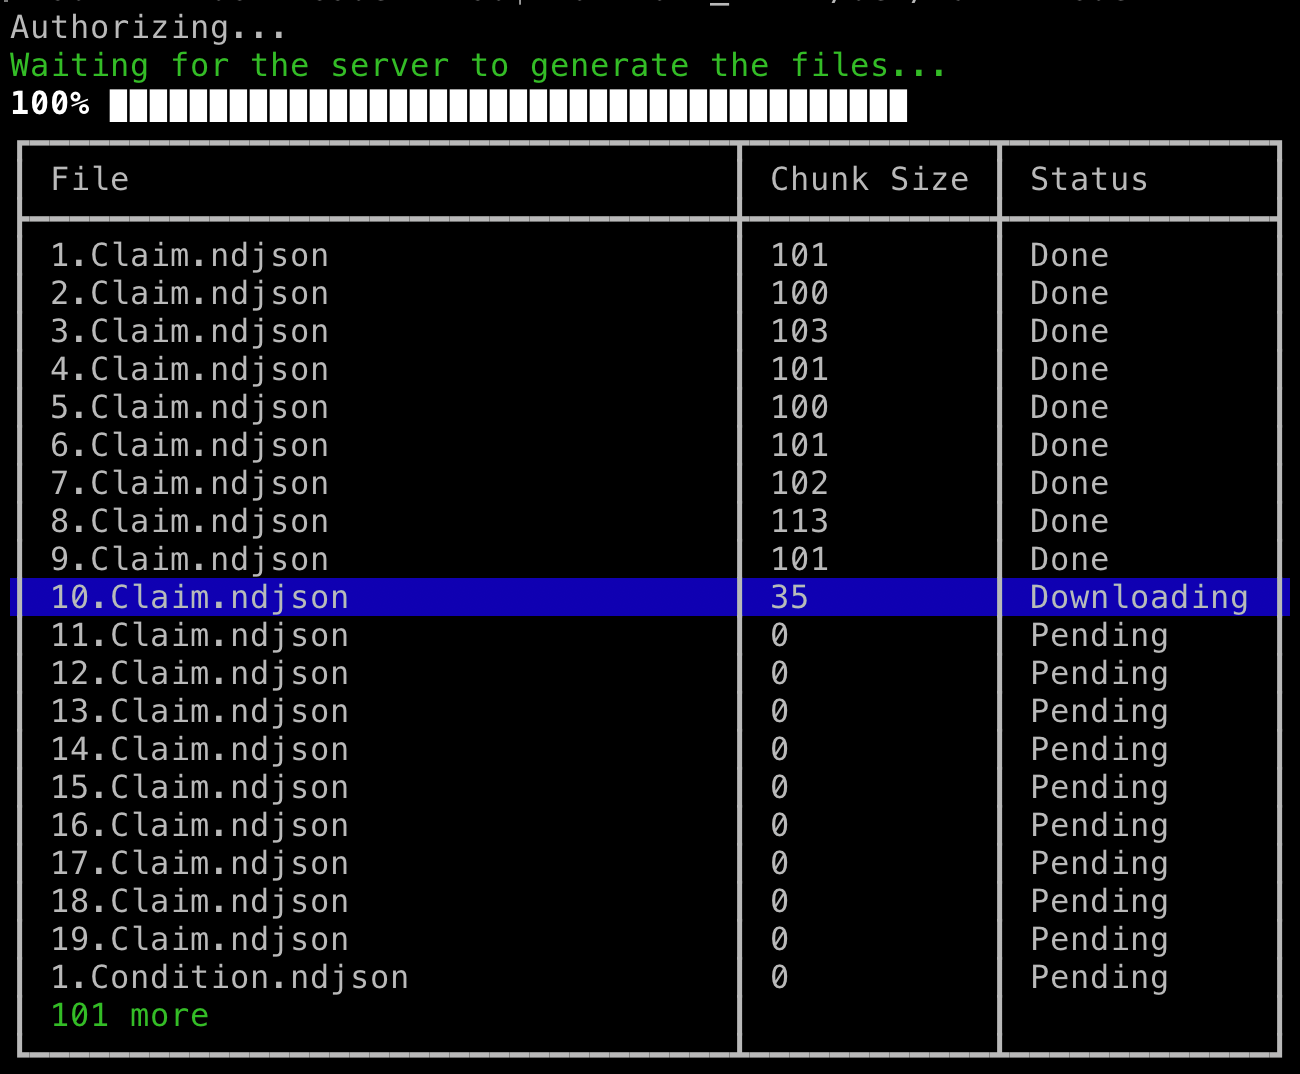 Authorizing...
Waiting for the server to generate the files...
100%
File Chunk Size Status
1.Claim.ndjson 101 Done
2.Claim.ndjson 100 Done
3.Claim.ndjson 103 Done
4.Claim.ndjson 101 Done
5.Claim.ndjson 100 Done
6.Claim.ndjson 101 Done
7.Claim.ndjson 102 Done
8.Claim.ndjson 113 Done
9.Claim.ndjson 101 Done
10.Claim.ndjson 35 Downloading
11.Claim.ndjson 0 Pending
12.Claim.ndjson 0 Pending
13.Claim.ndjson 0 Pending
14.Claim.ndjson 0 Pending
15.Claim.ndjson 0 Pending
16.Claim.ndjson 0 Pending
17.Claim.ndjson 0 Pending
18.Claim.ndjson 0 Pending
19.Claim.ndjson 0 Pending
1.Condition.ndjson 0 Pending
101 more